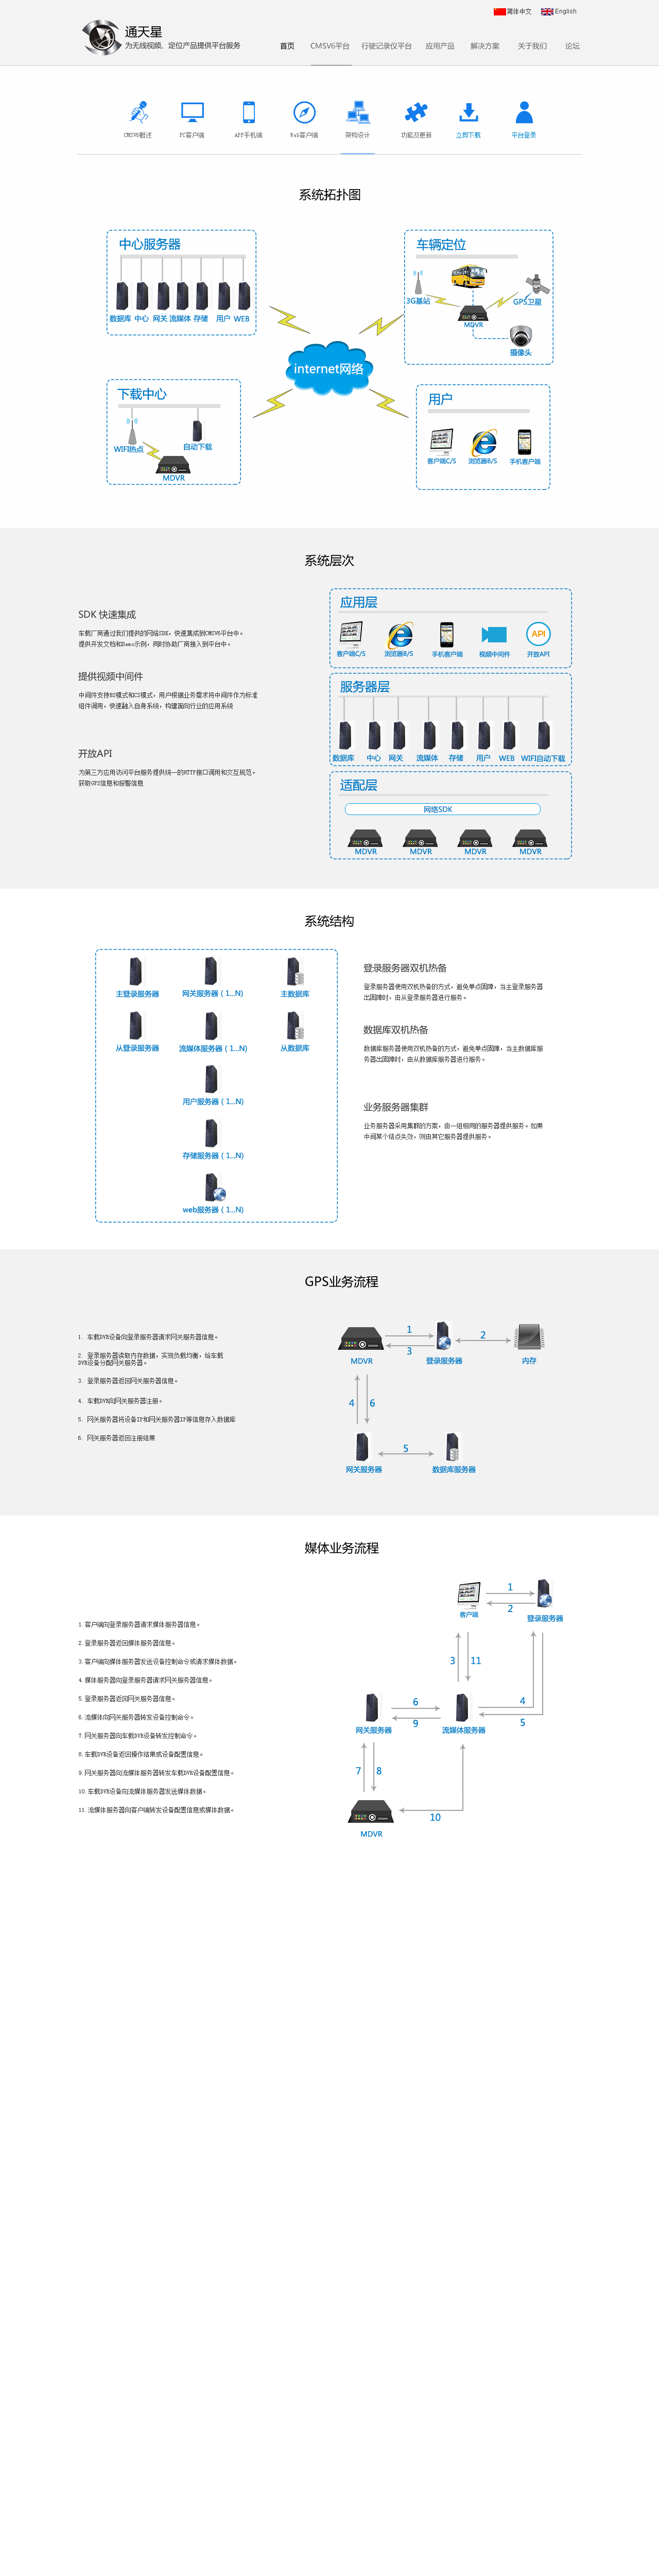 简体中文 English
通天星
为无线视频、定位产品提供平台服务
首页 CMSV6平台 行驶记录仪平台 应用产品 解决方案 关于我们 论坛
CMSV6概述 PC客户端 APP手机端 Web客户端 架构设计 功能及更新 立即下载 平台登录
系统拓扑图
中心服务器
数据库 中心 网关 流媒体 存储 用户 WEB
车辆定位
3G基站
GPS卫星
MDVR
摄像头
internet网络
下载中心
WIFI热点
自动下载
MDVR
用户
客户端C/S 浏览器B/S 手机客户端
系统层次
SDK 快速集成
车载厂商通过我们提供的网络SDK，快速集成到CMSV6平台中。
提供开发文档和Demo示例，同时协助厂商接入到平台中。
提供视频中间件
中间件支持BS模式和CS模式，用户根据业务需求将中间件作为标准
组件调用，快速融入自身系统，构建面向行业的应用系统
开放API
为第三方应用访问平台服务提供统一的HTTP接口调用和交互规范。
获取GPS信息和报警信息
应用层
客户端C/S 浏览器B/S 手机客户端 视频中间件 开放API
API
服务器层
数据库 中心 网关 流媒体 存储 用户 WEB WIFI自动下载
适配层
网络SDK
MDVR MDVR MDVR MDVR
系统结构
主登录服务器 网关服务器（1...N） 主数据库
从登录服务器 流媒体服务器（1...N） 从数据库
用户服务器（1...N）
存储服务器（1...N）
web服务器（1...N）
登录服务器双机热备
登录服务器使用双机热备的方式，避免单点固障，当主登录服务器
出固障时，由从登录服务器进行服务。
数据库双机热备
数据库服务器使用双机热备的方式，避免单点固障，当主数据库服
务器出固障时，由从数据库服务器进行服务。
业务服务器集群
业务服务器采用集群的方案，由一组相同的服务器提供服务。如果
中间某个结点失效，则由其它服务器提供服务。
GPS业务流程
1. 车载DVR设备向登录服务器请求网关服务器信息。
2. 登录服务器读取内存数据，实现负载均衡，给车载
DVR设备分配网关服务器。
3. 登录服务器返回网关服务器信息。
4. 车载DVR向网关服务器注册。
5. 网关服务器将设备IP和网关服务器IP等信息存入数据库
6. 网关服务器返回注册结果
1
3
2
MDVR 登录服务器 内存
4 6
5
网关服务器 数据库服务器
媒体业务流程
1. 客户端向登录服务器请求媒体服务器信息。
2. 登录服务器返回媒体服务器信息。
3. 客户端向媒体服务器发送设备控制命令或请求媒体数据。
4. 媒体服务器向登录服务器请求网关服务器信息。
5. 登录服务器返回网关服务器信息。
6. 流媒体向网关服务器转发设备控制命令。
7. 网关服务器向车载DVR设备转发控制命令。
8. 车载DVR设备返回操作结果或设备配置信息。
9. 网关服务器向流媒体服务器转发车载DVR设备配置信息。
10. 车载DVR设备向流媒体服务器发送媒体数据。
11. 流媒体服务器向客户端转发设备配置信息或媒体数据。
1
2
客户端 登录服务器
3 11
4
5
6
9
网关服务器 流媒体服务器
7 8
10
MDVR